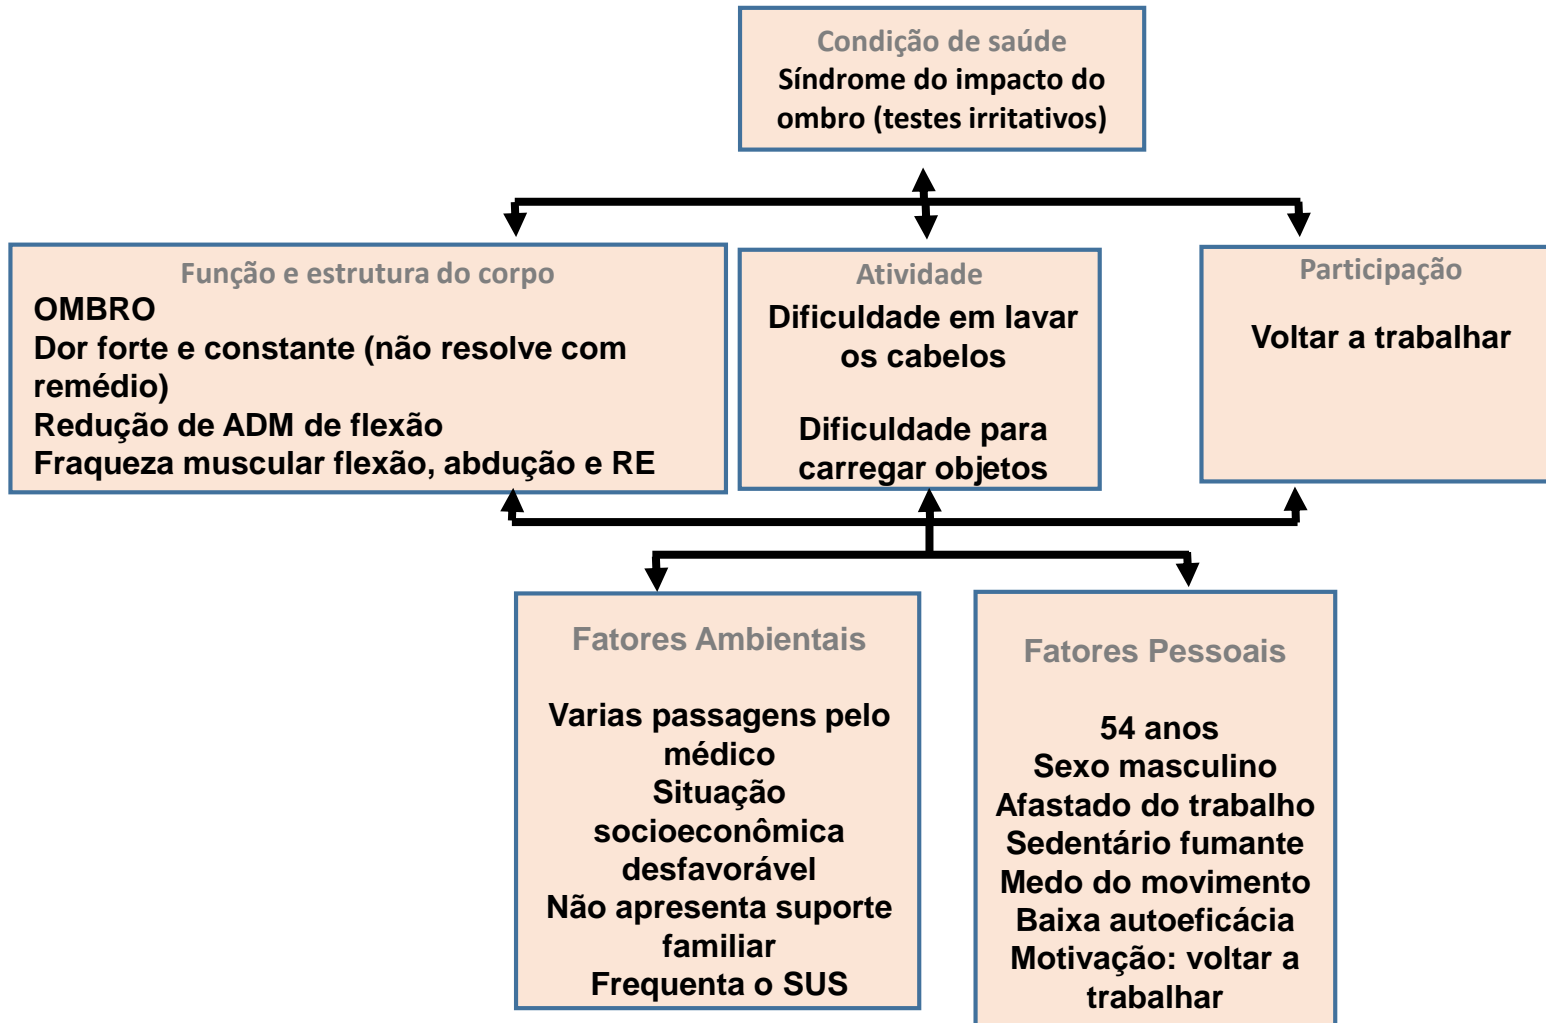 Condição de saúde
Síndrome do impacto do
ombro (testes irritativos)
Função e estrutura do corpo
OMBRO
Dor forte e constante (não resolve com
remédio)
Redução de ADM de flexão
Fraqueza muscular flexão, abdução e RE
Atividade
Dificuldade em lavar
os cabelos
Dificuldade para
carregar objetos
Participação
Voltar a trabalhar
Fatores Ambientais
Varias passagens pelo
médico
Situação
socioeconômica
desfavorável
Não apresenta suporte
familiar
Frequenta o SUS
Fatores Pessoais
54 anos
Sexo masculino
Afastado do trabalho
Sedentário fumante
Medo do movimento
Baixa autoeficácia
Motivação: voltar a
trabalhar